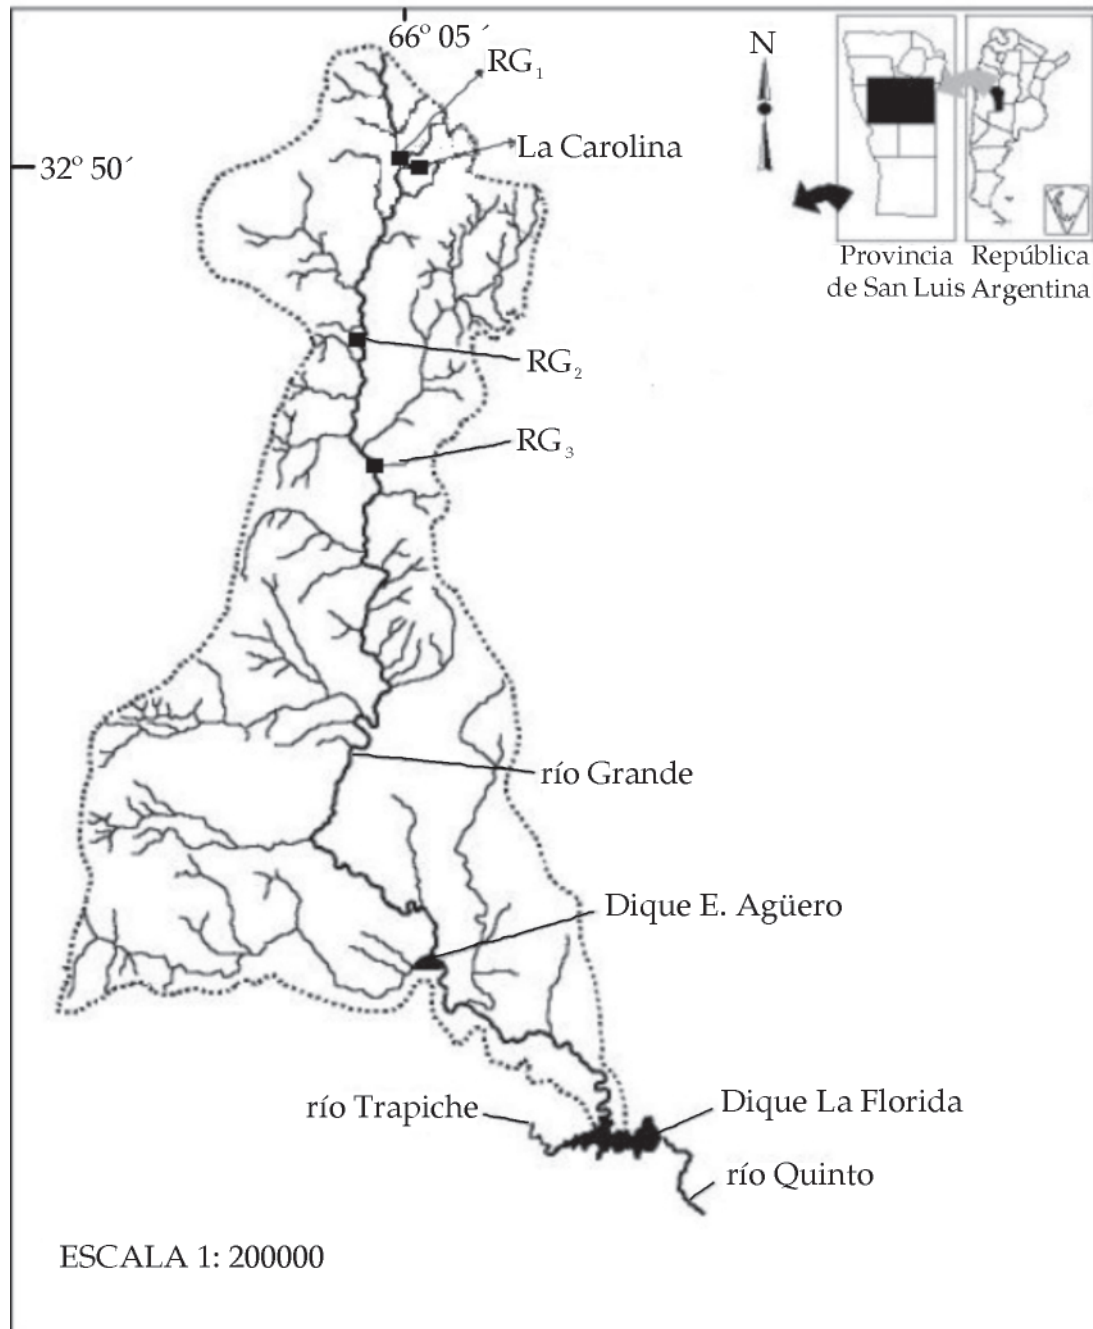 66º 05 ´
N
RG1
La Carolina
32º 50´
Provincia
de San Luis
República
Argentina
RG2
RG3
río Grande
Dique E. Agüero
río Trapiche
Dique La Florida
río Quinto
ESCALA 1: 200000